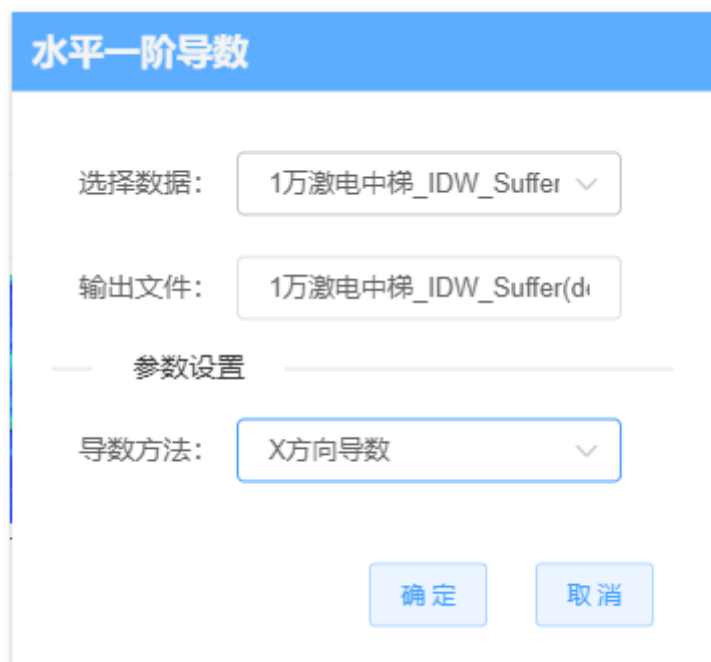 水平一阶导数
选择数据： 1万激电中梯_IDW_Suffer
输出文件： 1万激电中梯_IDW_Suffer(de
参数设置
导数方法： X方向导数
确定 取消